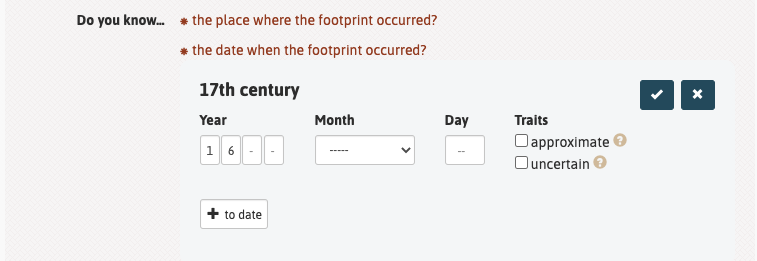 Do you know... * the place where the footprint occurred?
* the date when the footprint occurred?
17th century
Year Month Day Traits
1 6 - - ----- -- approximate ?
uncertain ?
+ to date